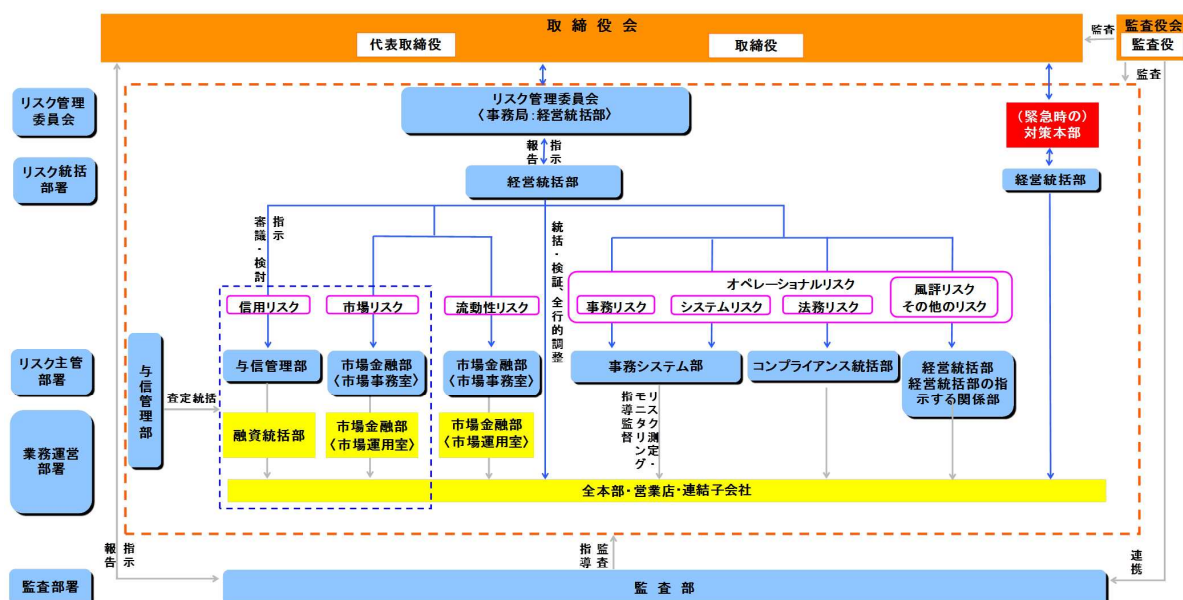 取締役会
代表取締役
取締役
監査
監査役会
監査役
監査
リスク管理
委員会
リスク管理委員会
〈事務局：経営統括部〉
（緊急時の）
対策本部
報告
指示
リスク統括
部署
経営統括部
経営統括部
指示
審議・検討
統括・検証、全行的調整
オペレーショナルリスク
信用リスク
市場リスク
流動性リスク
事務リスク
システムリスク
法務リスク
風評リスク
その他のリスク
リスク主管
部署
与信管理部
査定統括
与信管理部
市場金融部
〈市場事務室〉
市場金融部
〈市場事務室〉
事務システム部
コンプライアンス統括部
経営統括部
経営統括部の指
示する関係部
業務運営
部署
融資統括部
市場金融部
〈市場運用室〉
市場金融部
〈市場運用室〉
リスク測定・
モニタリング
指導監督
全本部・営業店・連結子会社
報告
指示
指導
監査
連携
監査部署
監査部